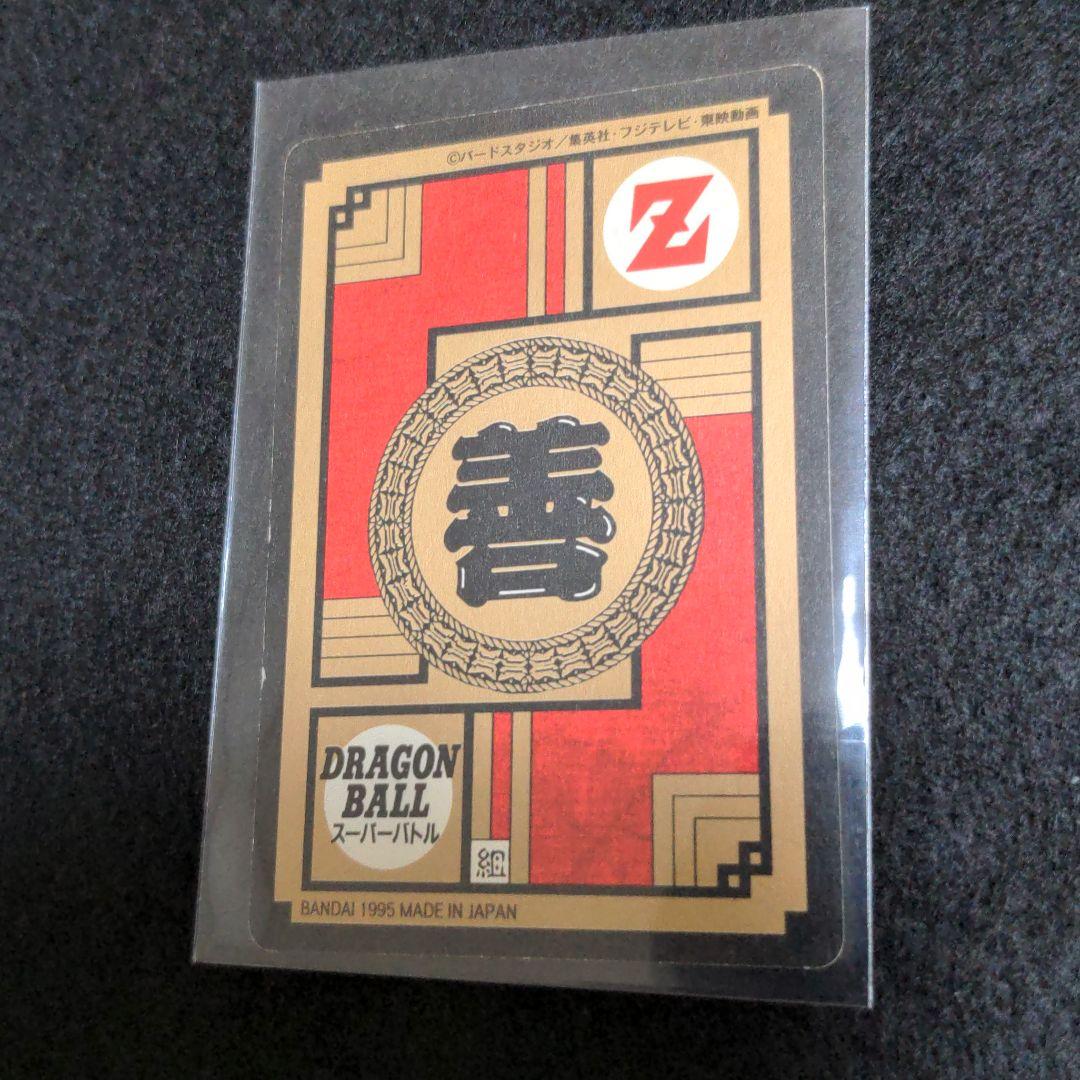 ©バードスタジオ／集英社・フジテレビ・東映動画
Z
善
DRAGON
BALL
スーパーバトル
組
BANDAI 1995 MADE IN JAPAN